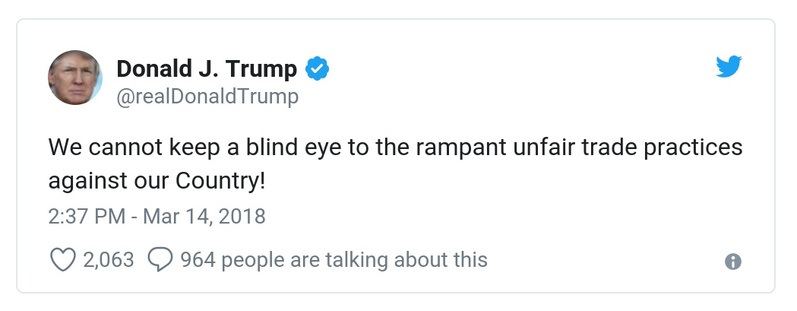 Donald J. Trump
@realDonaldTrump
We cannot keep a blind eye to the rampant unfair trade practices
against our Country!
2:37 PM - Mar 14, 2018
2,063 964 people are talking about this